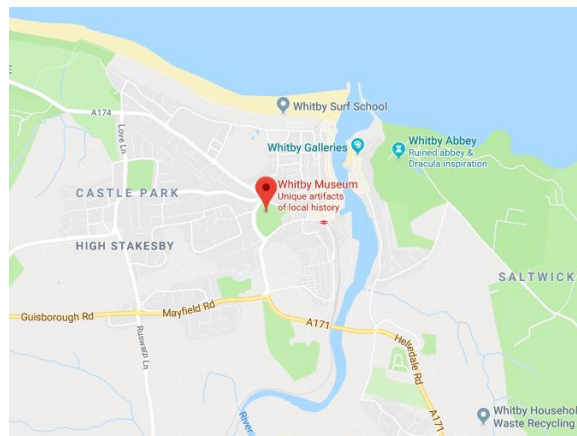 Whitby Surf School
A174
Love Ln
Whitby Galleries
Whitby Abbey
Ruined abbey &
Dracula inspiration
Whitby Museum
Unique artifacts
of local history
CASTLE PARK
HIGH STAKESBY
SALTWICK
Mayfield Rd
Guisborough Rd
A171
Ruswarp Ln
Helredale Rd
River
A171
Whitby Househol
Waste Recycling